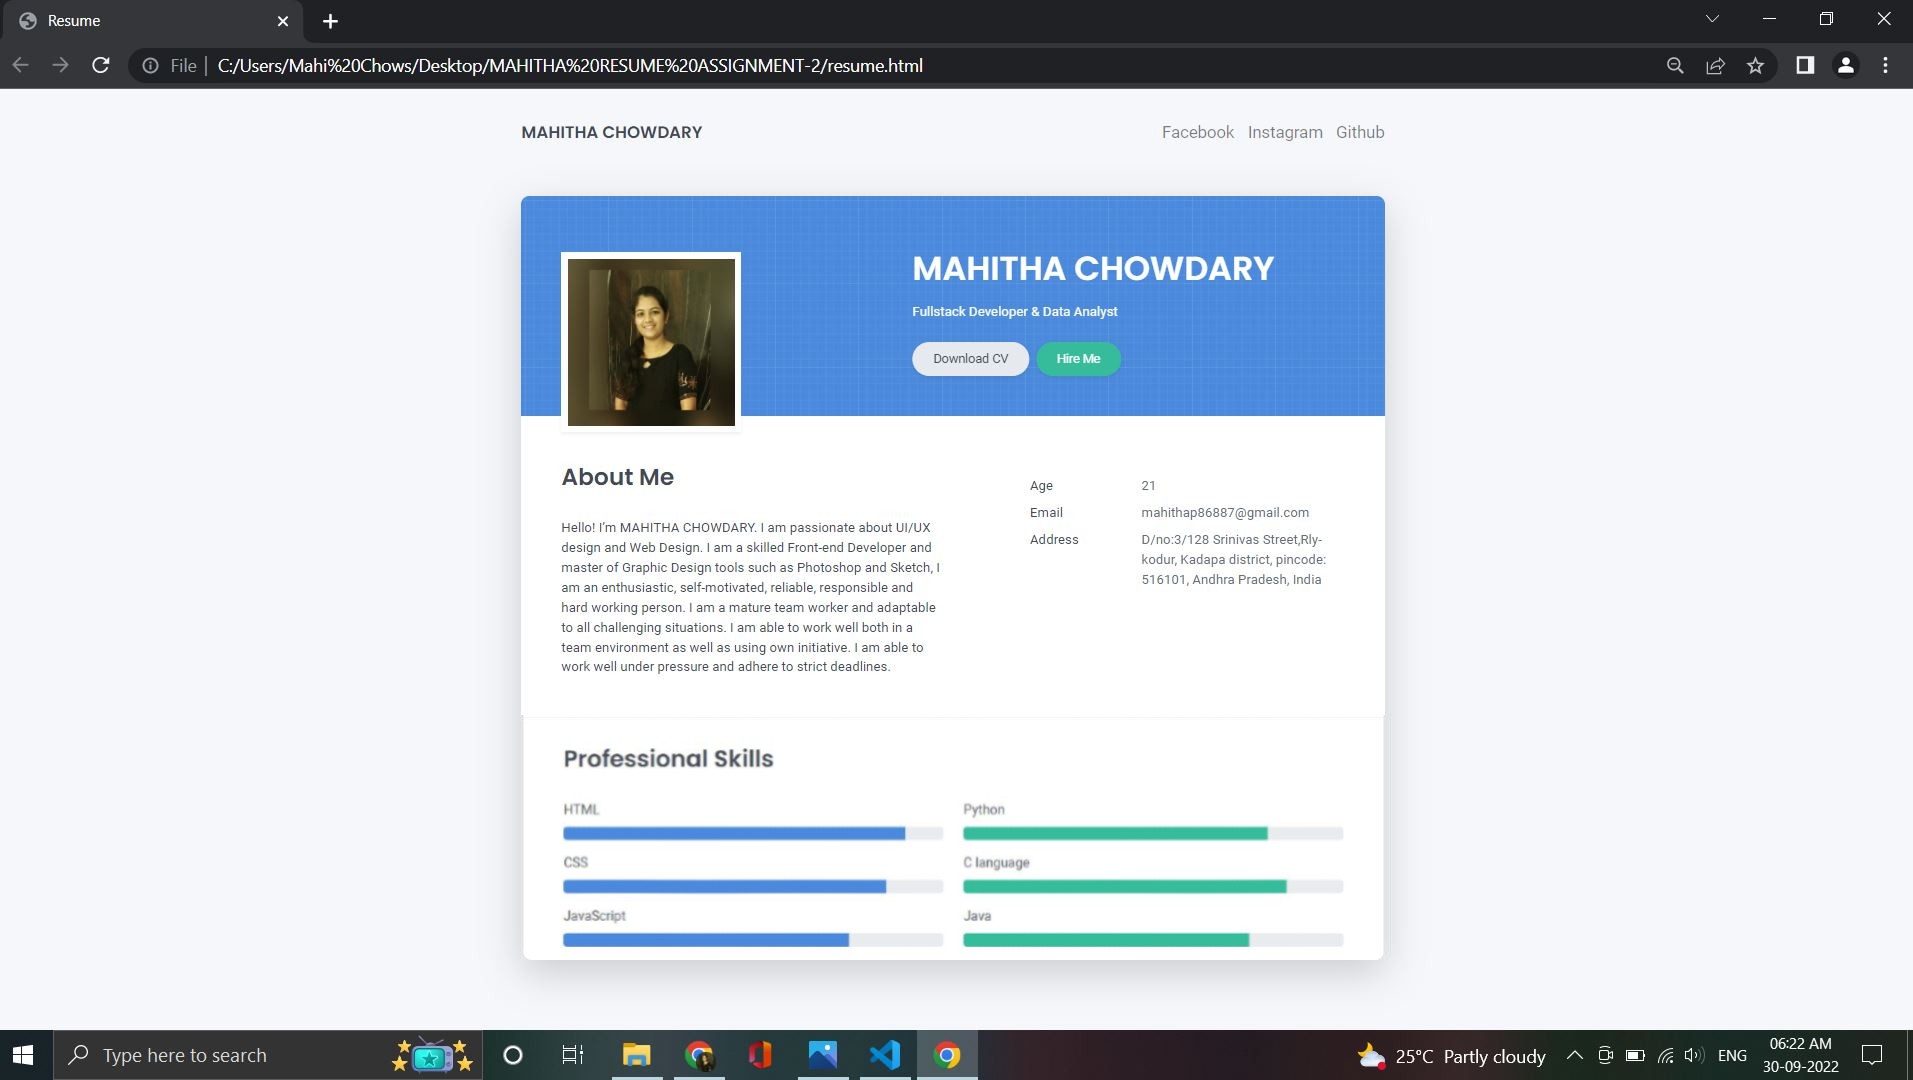 Resume
File
C:/Users/Mahi%20Chows/Desktop/MAHITHA%20RESUME%20ASSIGNMENT-2/resume.html
MAHITHA CHOWDARY
Facebook Instagram Github
MAHITHA CHOWDARY
Fullstack Developer & Data Analyst
Download CV
Hire Me
About Me
Hello! I'm MAHITHA CHOWDARY. I am passionate about UI/UX
design and Web Design. I am a skilled Front-end Developer and
master of Graphic Design tools such as Photoshop and Sketch, I
am an enthusiastic, self-motivated, reliable, responsible and
hard working person. I am a mature team worker and adaptable
to all challenging situations. I am able to work well both in a
team environment as well as using own initiative. I am able to
work well under pressure and adhere to strict deadlines.
Age 21
Email mahithap86887@gmail.com
Address D/no:3/128 Srinivas Street,Rly-
kodur, Kadapa district, pincode:
516101, Andhra Pradesh, India
Professional Skills
HTML
Python
CSS
C language
JavaScript
Java
Type here to search
25°C Partly cloudy
ENG
06:22 AM
30-09-2022